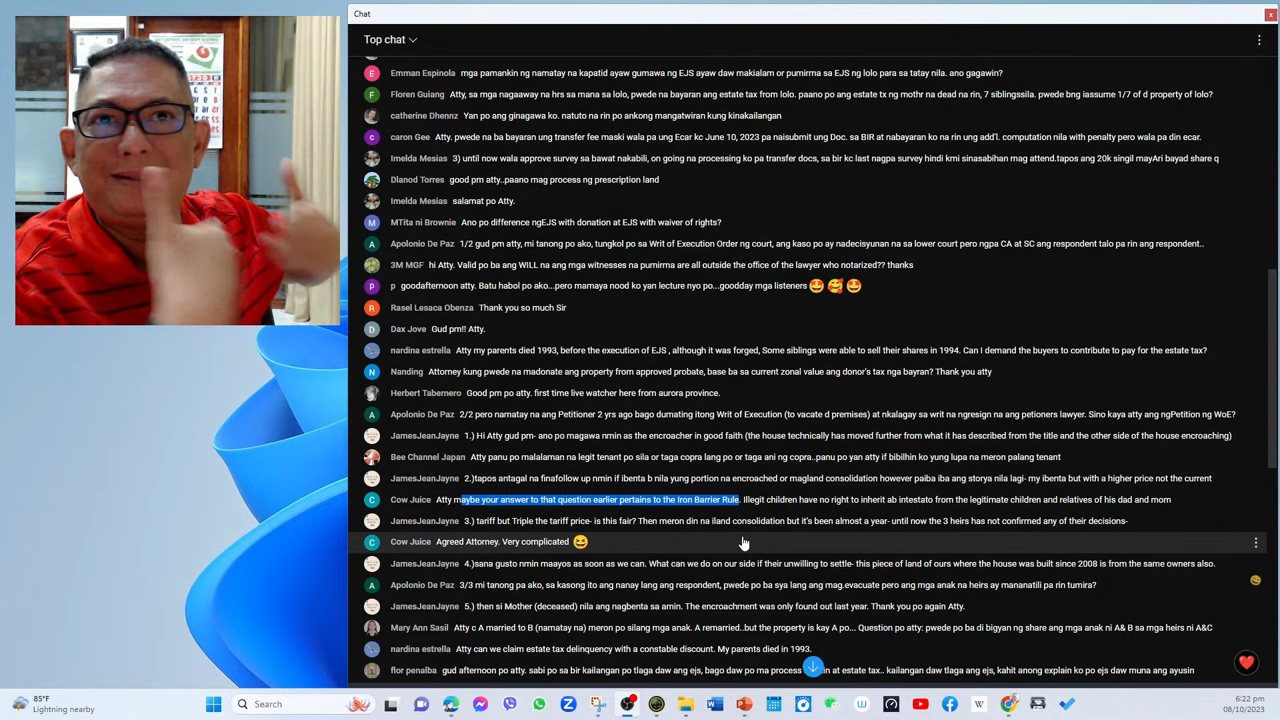 Chat
Top chat
Emman Espinola mga pamankin ng namatay na kapatid ayaw gumawa ng EJS ayaw daw makialam or pumirma sa EJS ng lolo para sa tatay nila. ano gagawin?
Floren Guiang Atty, sa mga nagaaway na hrs sa mana sa lolo, pwede na bayaran ang estate tax from lolo. paano po ang estate tx ng mothr na dead na rin, 7 siblingssila. pwede bng iassume 1/7 of d property of lolo?
catherine Dhennz Yan po ang ginagawa ko. natuto na rin po ankong mangatwiran kung kinakailangan
caron Gee Atty. pwede na ba bayaran ung transfer fee maski wala pa ung Ecar kc June 10, 2023 pa naisubmit ung Doc. sa BIR at nabayaran ko na rin ung add'l. computation nila with penalty pero wala pa din ecar.
Imelda Mesias 3) until now wala approve survey sa bawat nakabili, on going na processing ko pa transfer docs, sa bir kc last nagpa survey hindi kmi sinasabihan mag attend.tapos ang 20k singil mayAri bayad share q
Dlanod Torres good pm atty..paano mag process ng prescription land
Imelda Mesias salamat po Atty.
MTita ni Brownie Ano po difference ngEJS with donation at EJS with waiver of rights?
Apolonio De Paz 1/2 gud pm atty, mi tanong po ako, tungkol po sa Writ of Execution Order ng court, ang kaso po ay nadecisyunan na sa lower court pero ngpa CA at SC ang respondent talo pa rin ang respondent..
3M MGF hi Atty. Valid po ba ang WILL na ang mga witnesses na pumirma are all outside the office of the lawyer who notarized?? thanks
p goodafternoon atty. Batu habol po ako...pero mamaya nood ko yan lecture nyo po...goodday mga listeners
Rasel Lesaca Obenza Thank you so much Sir
Dax Jove Gud pm!! Atty.
nardina estrella Atty my parents died 1993, before the execution of EJS , although it was forged, Some siblings were able to sell their shares in 1994. Can I demand the buyers to contribute to pay for the estate tax?
Nanding Attorney kung pwede na madonate ang property from approved probate, base ba sa current zonal value ang donor's tax nga bayran? Thank you atty
Herbert Tabernero Good pm po atty. first time live watcher here from aurora province.
Apolonio De Paz 2/2 pero namatay na ang Petitioner 2 yrs ago bago dumating itong Writ of Execution (to vacate d premises) at nkalagay sa writ na ngresign na ang petioners lawyer. Sino kaya atty ang ngPetition ng WoE?
JamesJeanJayne 1.) Hi Atty gud pm- ano po magawa nmin as the encroacher in good faith (the house technically has moved further from what it has described from the title and the other side of the house encroaching)
Bee Channel Japan Atty panu po malalaman na legit tenant po sila or taga copra lang po or taga ani ng copra..panu po yan atty if bibilhin ko yung lupa na meron palang tenant
JamesJeanJayne 2.)tapos antagal na finafollow up nmin if ibenta b nila yung portion na encroached or magland consolidation however paiba iba ang storya nila lagi- my ibenta but with a higher price not the current
Cow Juice Atty maybe your answer to that question earlier pertains to the Iron Barrier Rule. Illegit children have no right to inherit ab intestato from the legitimate children and relatives of his dad and mom
JamesJeanJayne 3.) tariff but Triple the tariff price- is this fair? Then meron din na iland consolidation but it's been almost a year- until now the 3 heirs has not confirmed any of their decisions-
Cow Juice Agreed Attorney. Very complicated
JamesJeanJayne 4.)sana gusto nmin maayos as soon as we can. What can we do on our side if their unwilling to settle- this piece of land of ours where the house was built since 2008 is from the same owners also.
Apolonio De Paz 3/3 mi tanong pa ako, sa kasong ito ang nanay lang ang respondent, pwede po ba sya lang ang mag.evacuate pero ang mga anak na heirs ay mananatili pa rin tumira?
JamesJeanJayne 5.) then si Mother (deceased) nila ang nagbenta sa amin. The encroachment was only found out last year. Thank you po again Atty.
Mary Ann Sasil Atty c A married to B (namatay na) meron po silang mga anak. A remarried..but the property is kay A po... Question po atty: pwede po ba di bigyan ng share ang mga anak ni A& B sa mga heirs ni A&C
nardina estrella Atty can we claim estate tax delinquency with a constable discount. My parents died in 1993.
flor penalba gud afternoon po atty. sabi po sa bir kailangan po tlaga daw ang ejs, bago daw po ma process an at estate tax.. kailangan daw tlaga ng ejs, kahit anong explain ko po ejs daw muna ang ayusin
85°F
Lightning nearby
Search
6:22 pm
08/10/2023